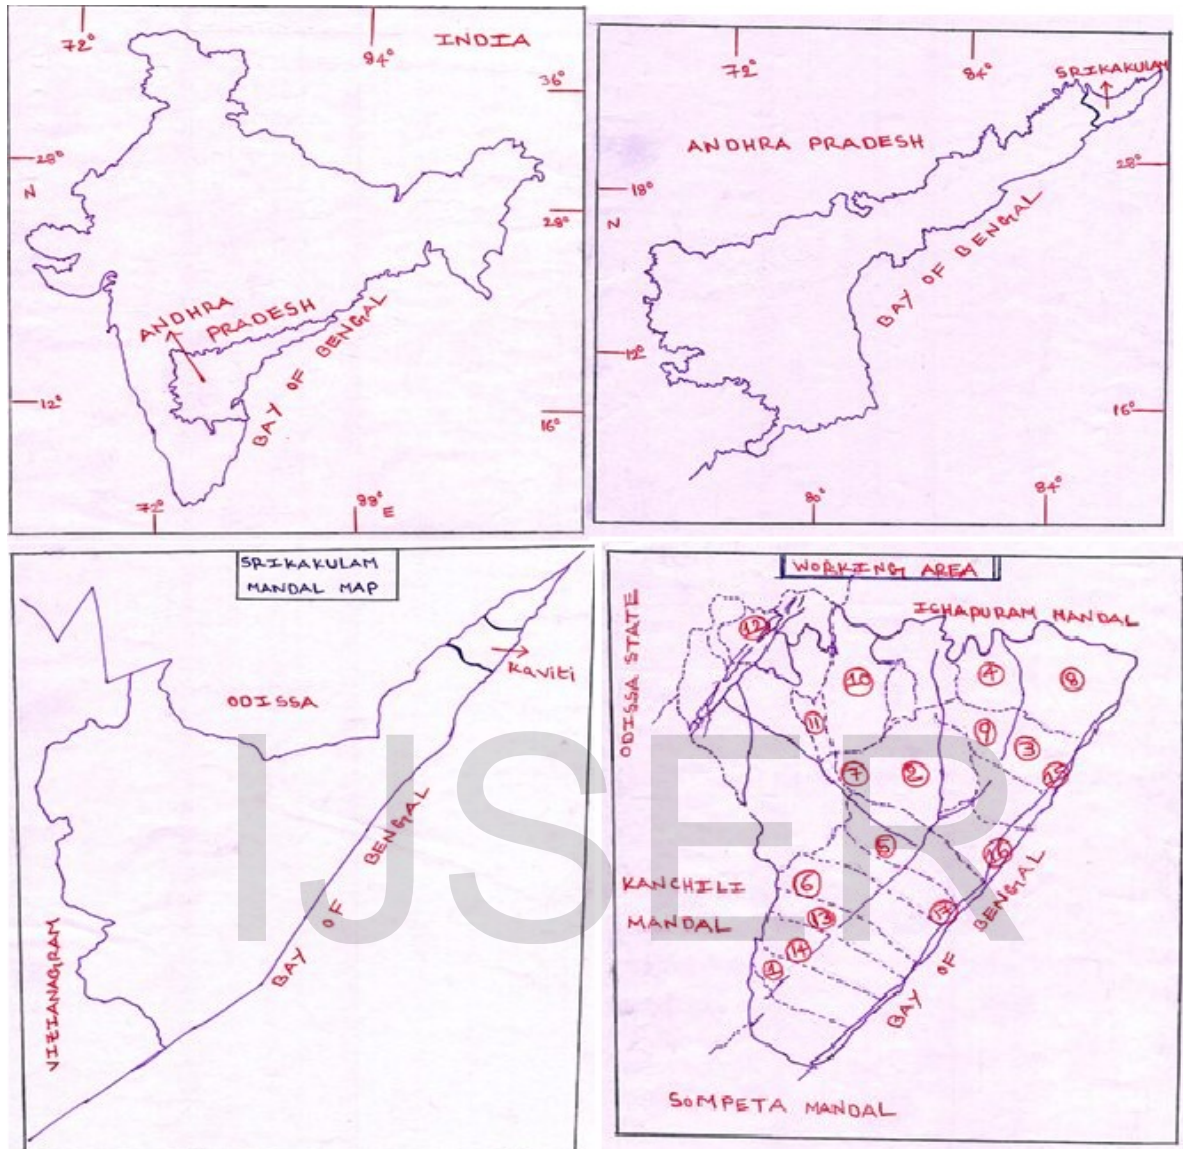 72°
84°
INDIA
36°
28°
N
28°
ANDHRA
PRADESH
BAY OF BENGAL
12°
16°
72°
88°
E
72°
84°
SRIKAKULAM
ANDHRA PRADESH
28°
18°
N
BAY OF BENGAL
12°
16°
80°
84°
SRIKAKULAM
MANDAL MAP
Kaviti
ODISSA
BAY OF BENGAL
VIZIANAGRAM
WORKING AREA
ODISSA STATE
ICHAPURAM MANDAL
12
10
4
8
11
9
3
7
2
15
5
16
6
KANCHILI
MANDAL
13
17
14
1
BAY OF BENGAL
SOMPETA MANDAL
IJSER